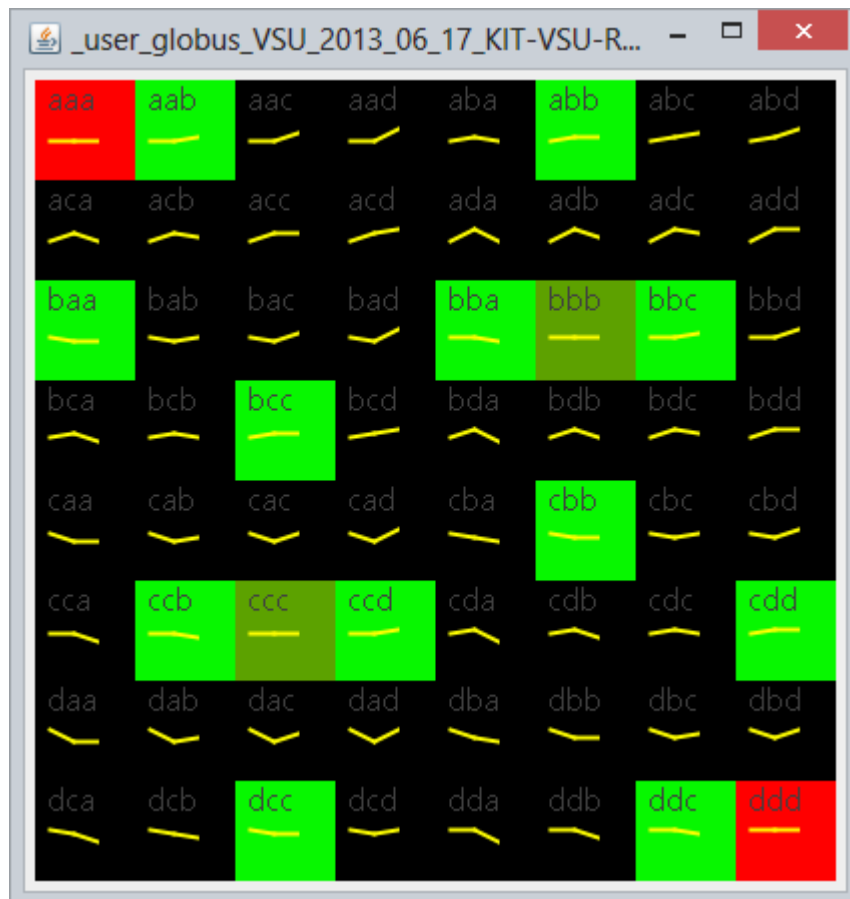 _user_globus_VSU_2013_06_17_KIT-VSU-R...
aaa aab aac aad aba abb abc abd
aca acb acc acd ada adb adc add
baa bab bac bad bba bbb bbc bbd
bca bcb bcc bcd bda bdb bdc bdd
caa cab cac cad cba cbb cbc cbd
cca ccb ccc ccd cda cdb cdc cdd
daa dab dac dad dba dbb dbc dbd
dca dcb dcc dcd dda ddb ddc ddd